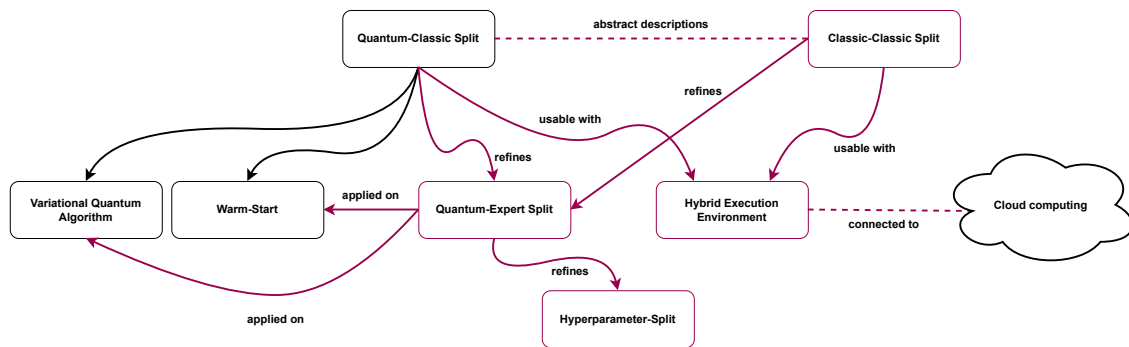 abstract descriptions
Quantum-Classic Split
Classic-Classic Split
refines
usable with
usable with
refines
Variational Quantum
Algorithm
Warm-Start
applied on
Quantum-Expert Split
Hybrid Execution
Environment
connected to
Cloud computing
refines
applied on
Hyperparameter-Split